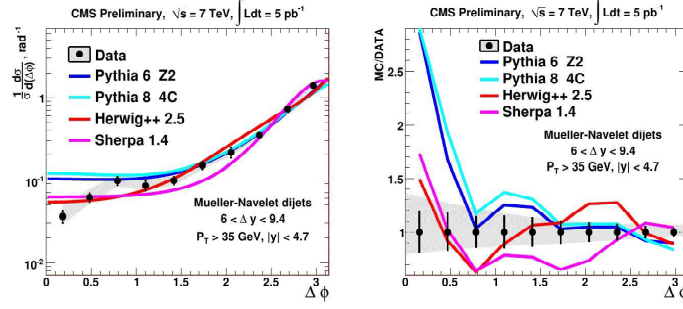 CMS Preliminary, √s = 7 TeV, ∫ Ldt = 5 pb⁻¹
1/σ dσ/d(Δϕ), rad⁻¹
Data
Pythia 6 Z2
Pythia 8 4C
Herwig++ 2.5
Sherpa 1.4
Mueller-Navelet dijets
6 < Δ y < 9.4
P_T > 35 GeV, |y| < 4.7
1
10⁻¹
10⁻²
0 0.5 1 1.5 2 2.5 3
Δ ϕ
CMS Preliminary, √s = 7 TeV, ∫ Ldt = 5 pb⁻¹
MC/DATA
Data
Pythia 6 Z2
Pythia 8 4C
Herwig++ 2.5
Sherpa 1.4
Mueller-Navelet dijets
6 < Δ y < 9.4
P_T > 35 GeV, |y| < 4.7
2.5
2
1.5
1
0 0.5 1 1.5 2 2.5 3
Δ ϕ